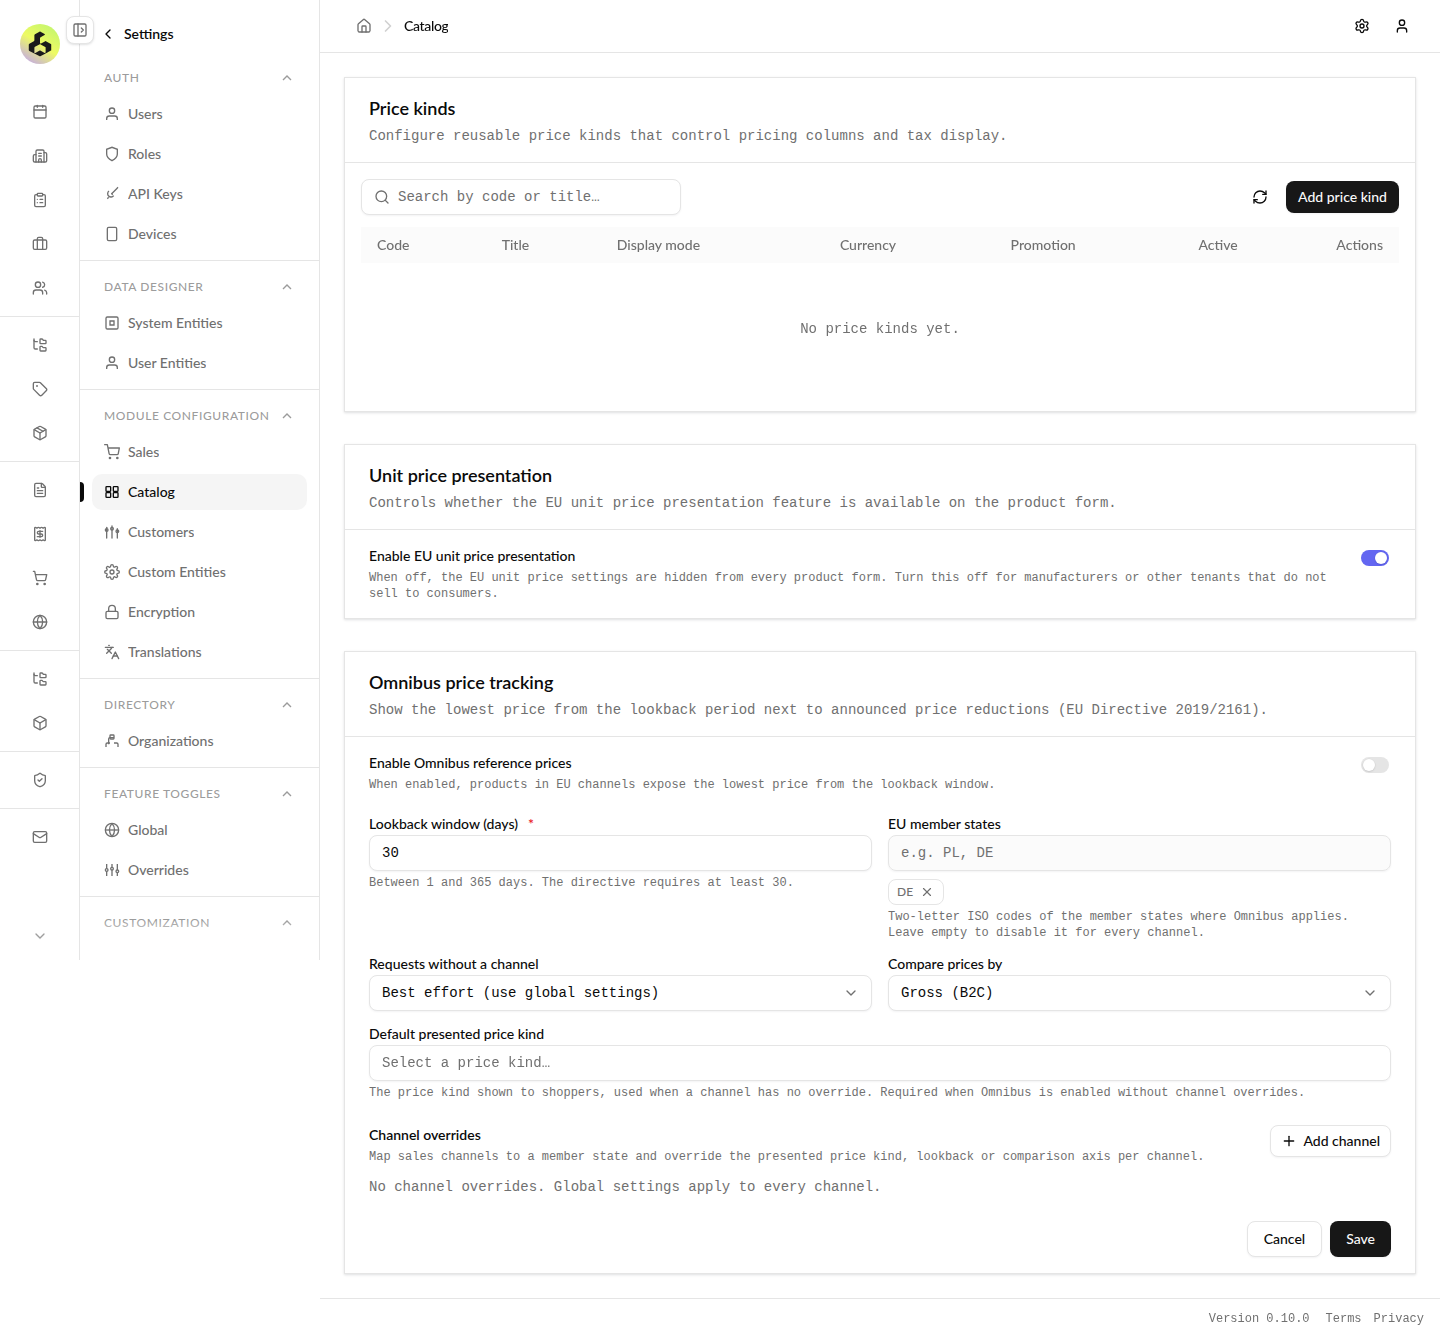 Settings
AUTH
Users
Roles
API Keys
Devices
DATA DESIGNER
System Entities
User Entities
MODULE CONFIGURATION
Sales
Catalog
Customers
Custom Entities
Encryption
Translations
DIRECTORY
Organizations
FEATURE TOGGLES
Global
Overrides
CUSTOMIZATION
Catalog
Price kinds
Configure reusable price kinds that control pricing columns and tax display.
Search by code or title…
Add price kind
Code Title Display mode Currency Promotion Active Actions
No price kinds yet.
Unit price presentation
Controls whether the EU unit price presentation feature is available on the product form.
Enable EU unit price presentation
When off, the EU unit price settings are hidden from every product form. Turn this off for manufacturers or other tenants that do not
sell to consumers.
Omnibus price tracking
Show the lowest price from the lookback period next to announced price reductions (EU Directive 2019/2161).
Enable Omnibus reference prices
When enabled, products in EU channels expose the lowest price from the lookback window.
Lookback window (days) *
30
Between 1 and 365 days. The directive requires at least 30.
EU member states
e.g. PL, DE
DE
Two-letter ISO codes of the member states where Omnibus applies.
Leave empty to disable it for every channel.
Requests without a channel
Best effort (use global settings)
Compare prices by
Gross (B2C)
Default presented price kind
Select a price kind…
The price kind shown to shoppers, used when a channel has no override. Required when Omnibus is enabled without channel overrides.
Channel overrides
Map sales channels to a member state and override the presented price kind, lookback or comparison axis per channel.
Add channel
No channel overrides. Global settings apply to every channel.
Cancel
Save
Version 0.10.0 Terms Privacy